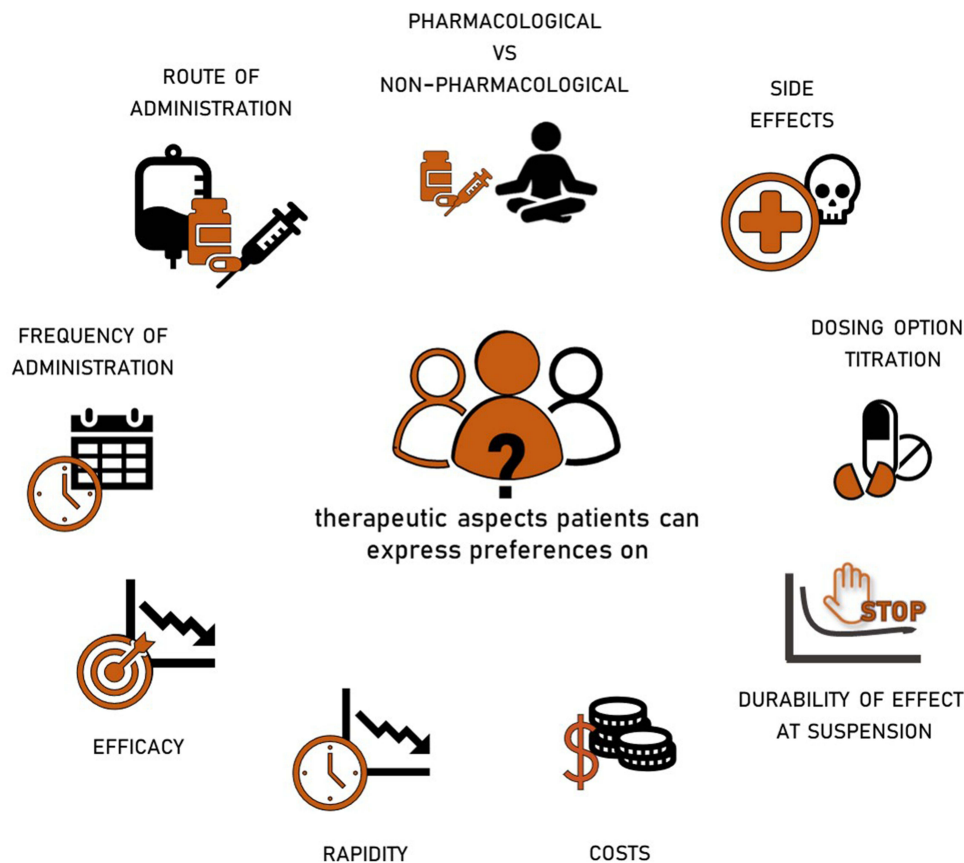 PHARMACOLOGICAL
VS
NON-PHARMACOLOGICAL
ROUTE OF
ADMINISTRATION
SIDE
EFFECTS
FREQUENCY OF
ADMINISTRATION
DOSING OPTION
TITRATION
?
therapeutic aspects patients can
express preferences on
STOP
DURABILITY OF EFFECT
AT SUSPENSION
EFFICACY
$
RAPIDITY
COSTS